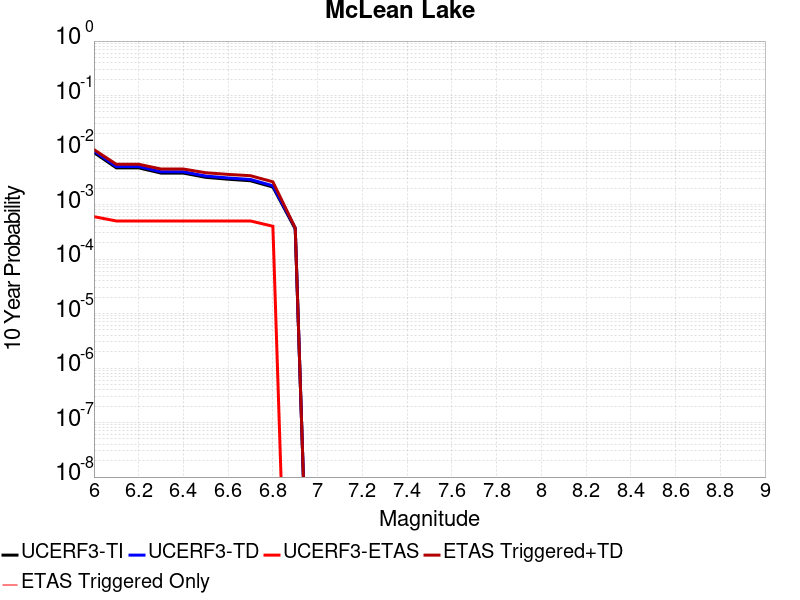 McLean Lake
10 Year Probability
10^0
10^-1
10^-2
10^-3
10^-4
10^-5
10^-6
10^-7
10^-8
6 6.2 6.4 6.6 6.8 7 7.2 7.4 7.6 7.8 8 8.2 8.4 8.6 8.8 9
Magnitude
UCERF3-TI UCERF3-TD UCERF3-ETAS ETAS Triggered+TD
ETAS Triggered Only